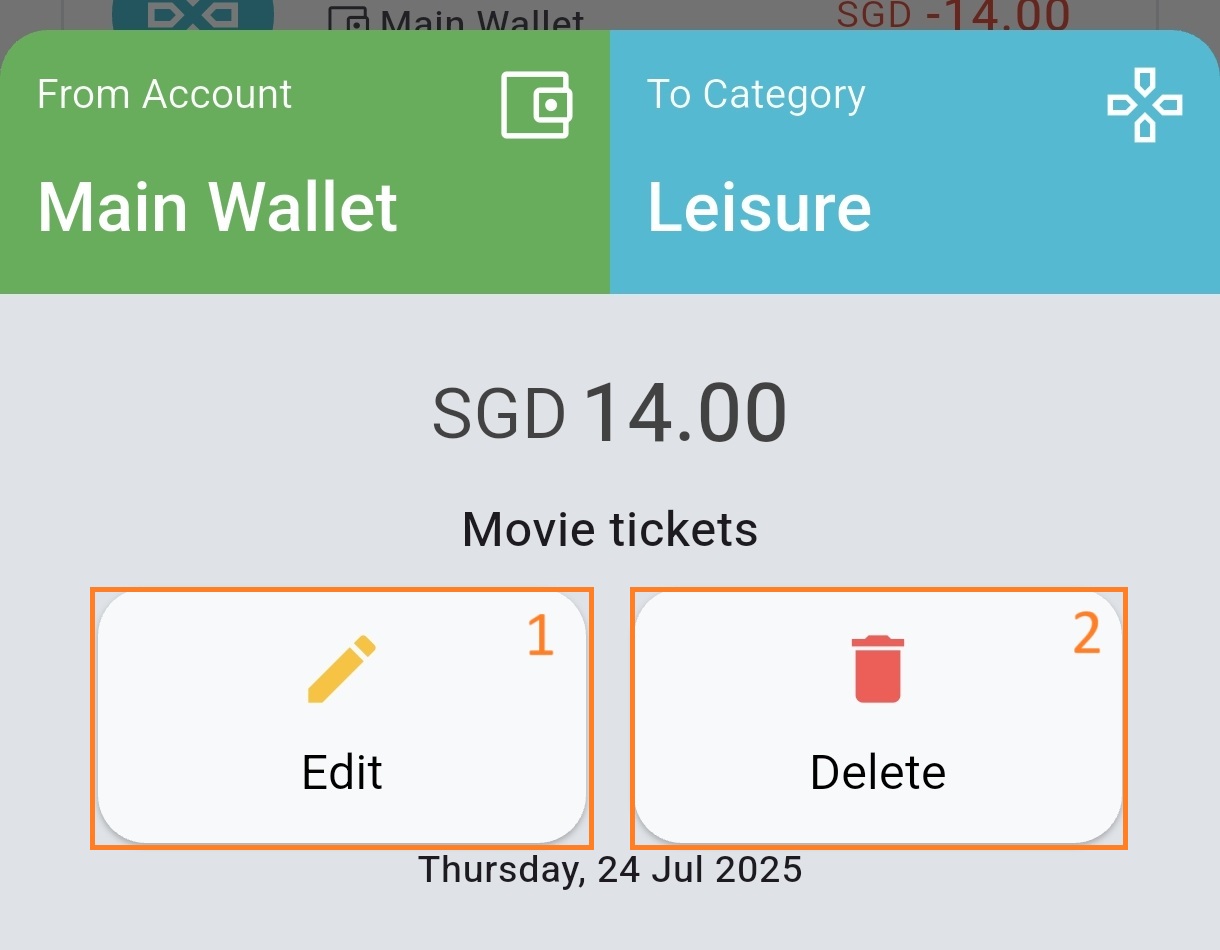 Main Wallet
SGD -14.00
From Account
To Category
Main Wallet
Leisure
SGD 14.00
Movie tickets
1
2
Edit
Delete
Thursday, 24 Jul 2025